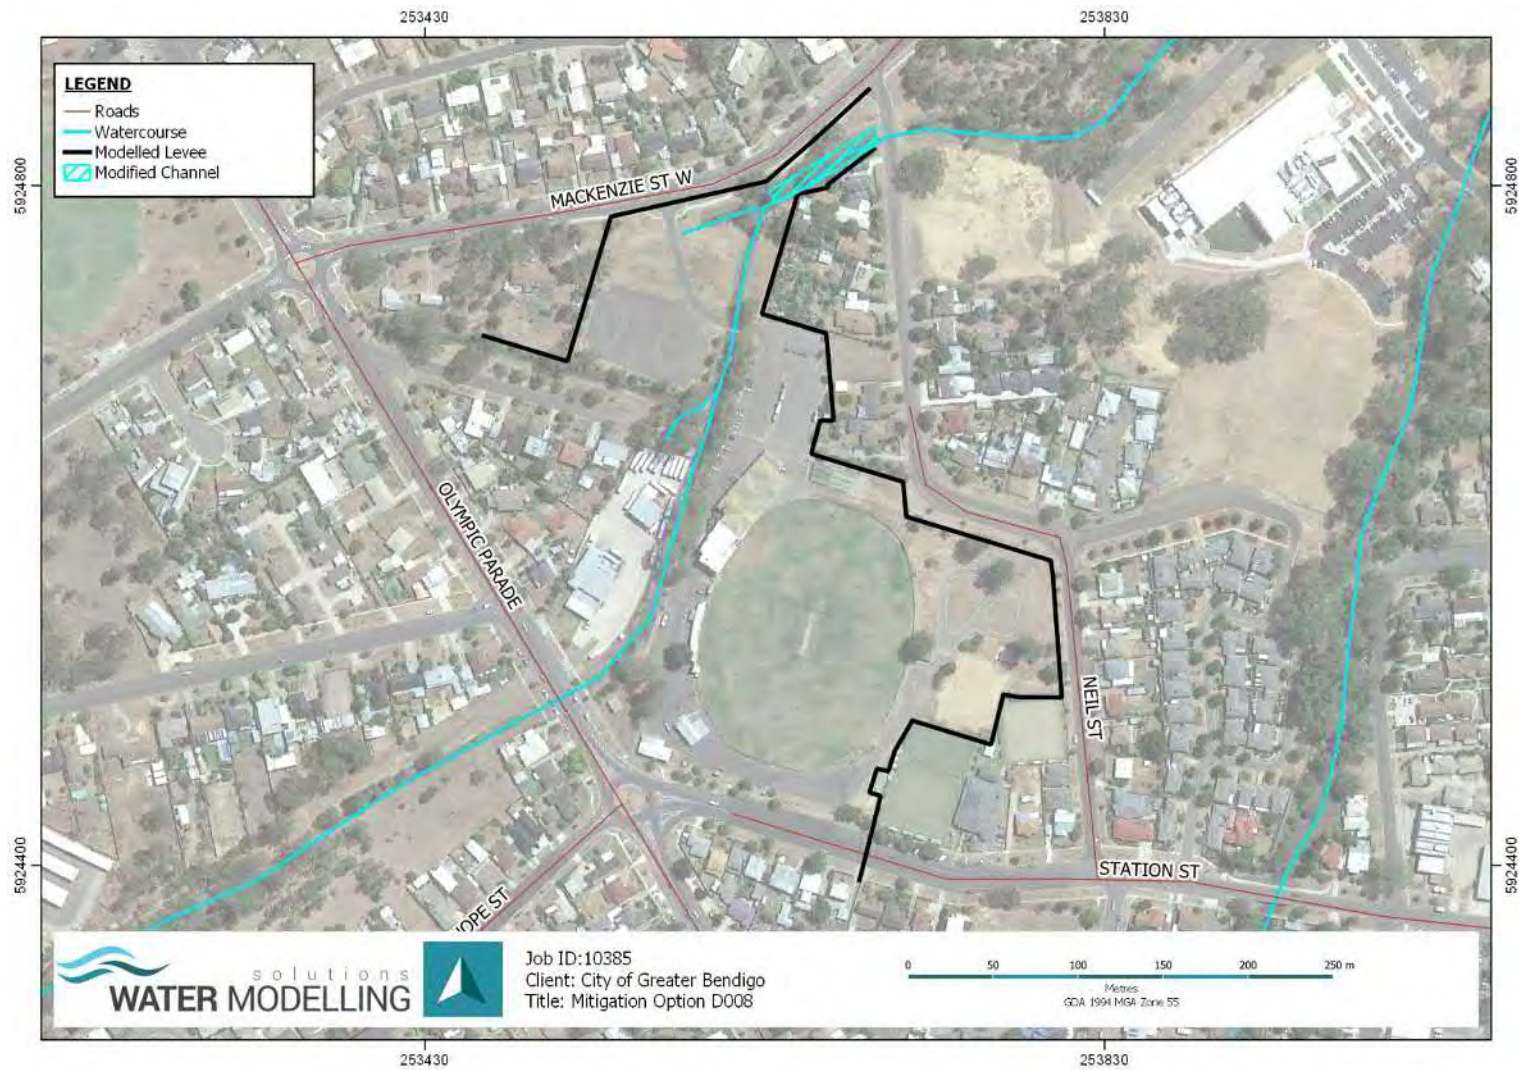 253430
253830
LEGEND
Roads
Watercourse
Modelled Levee
Modified Channel
5924800
5924800
MACKENZIE ST W
OLYMPIC PARADE
NEIL ST
5924400
5924400
STATION ST
HOPE ST
solutions
WATER MODELLING
Job ID:10385
Client: City of Greater Bendigo
Title: Mitigation Option D008
0 50 100 150 200 250 m
Metres
GDA 1994 MGA Zone 55
253430
253830